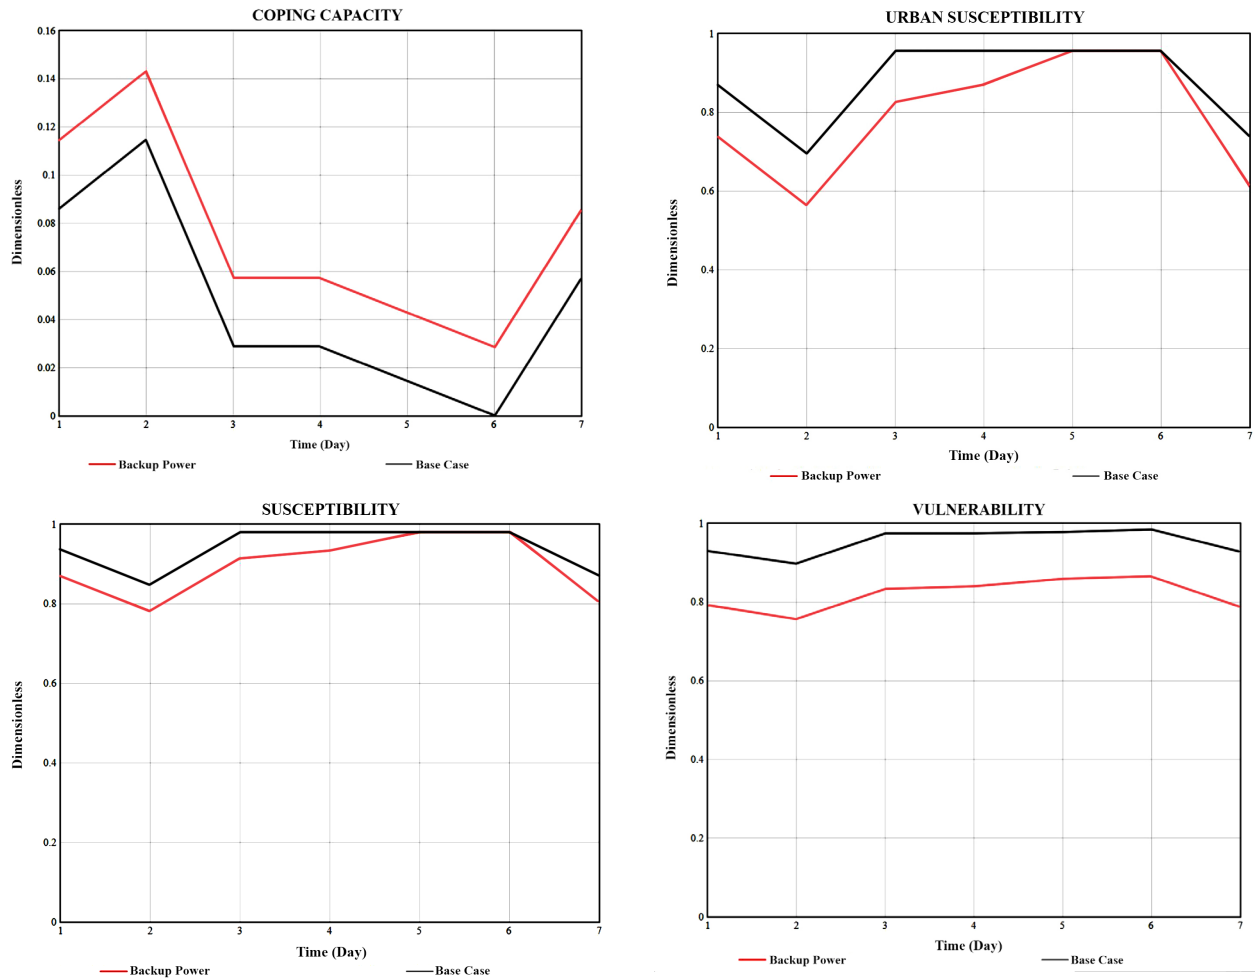 COPING CAPACITY
0.16
0.14
0.12
0.1
0.08
0.06
0.04
0.02
0
Dimensionless
1 2 3 4 5 6 7
Time (Day)
Backup Power Base Case
URBAN SUSCEPTIBILITY
1
0.8
0.6
0.4
0.2
0
Dimensionless
1 2 3 4 5 6 7
Time (Day)
Backup Power Base Case
SUSCEPTIBILITY
1
0.8
0.6
0.4
0.2
0
Dimensionless
1 2 3 4 5 6 7
Time (Day)
Backup Power Base Case
VULNERABILITY
1
0.8
0.6
0.4
0.2
0
Dimensionless
1 2 3 4 5 6 7
Time (Day)
Backup Power Base Case